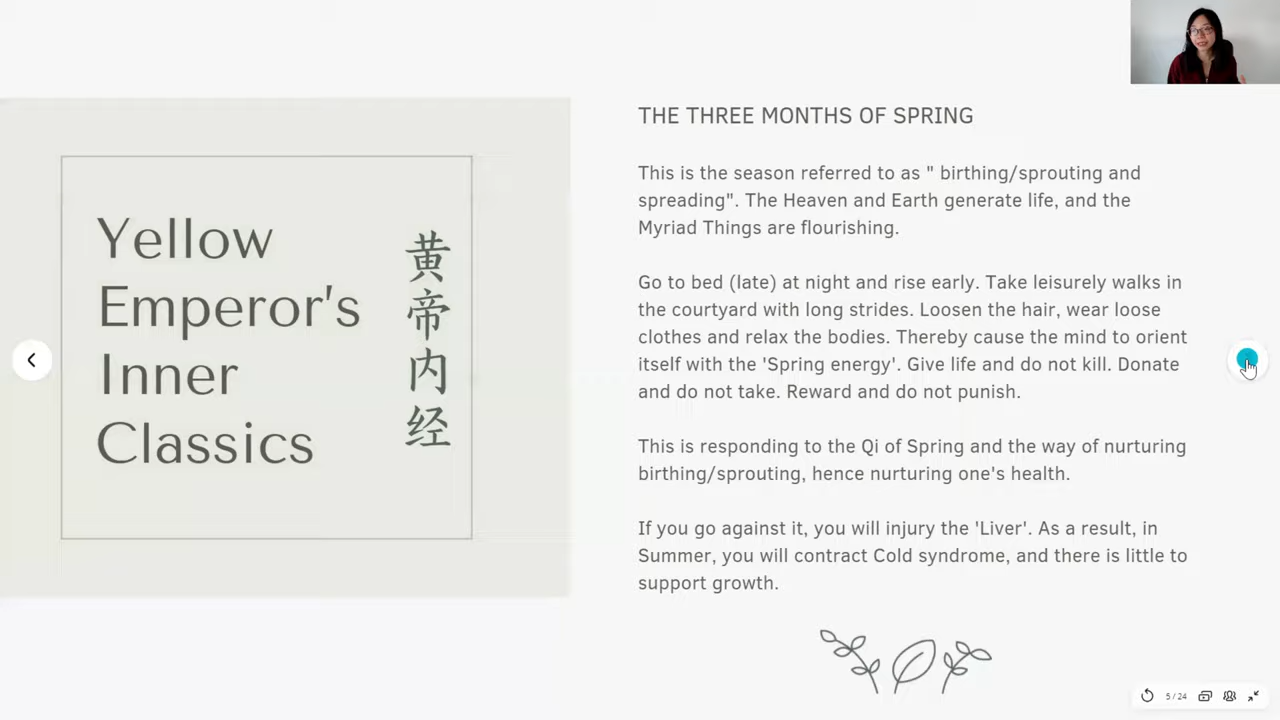 Yellow
Emperor's
Inner
Classics
黄帝内经
THE THREE MONTHS OF SPRING
This is the season referred to as " birthing/sprouting and
spreading". The Heaven and Earth generate life, and the
Myriad Things are flourishing.
Go to bed (late) at night and rise early. Take leisurely walks in
the courtyard with long strides. Loosen the hair, wear loose
clothes and relax the bodies. Thereby cause the mind to orient
itself with the 'Spring energy'. Give life and do not kill. Donate
and do not take. Reward and do not punish.
This is responding to the Qi of Spring and the way of nurturing
birthing/sprouting, hence nurturing one's health.
If you go against it, you will injury the 'Liver'. As a result, in
Summer, you will contract Cold syndrome, and there is little to
support growth.
5 / 24